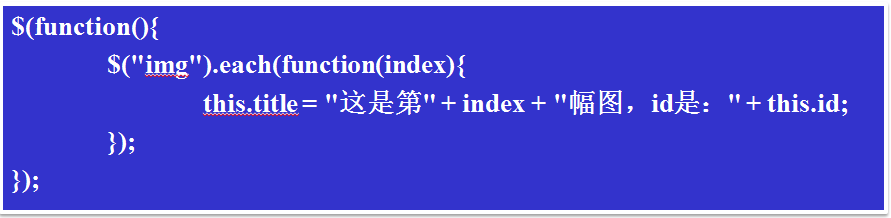 $(function(){
$("img").each(function(index){
this.title = "这是第" + index + "幅图，id是：" + this.id;
});
});